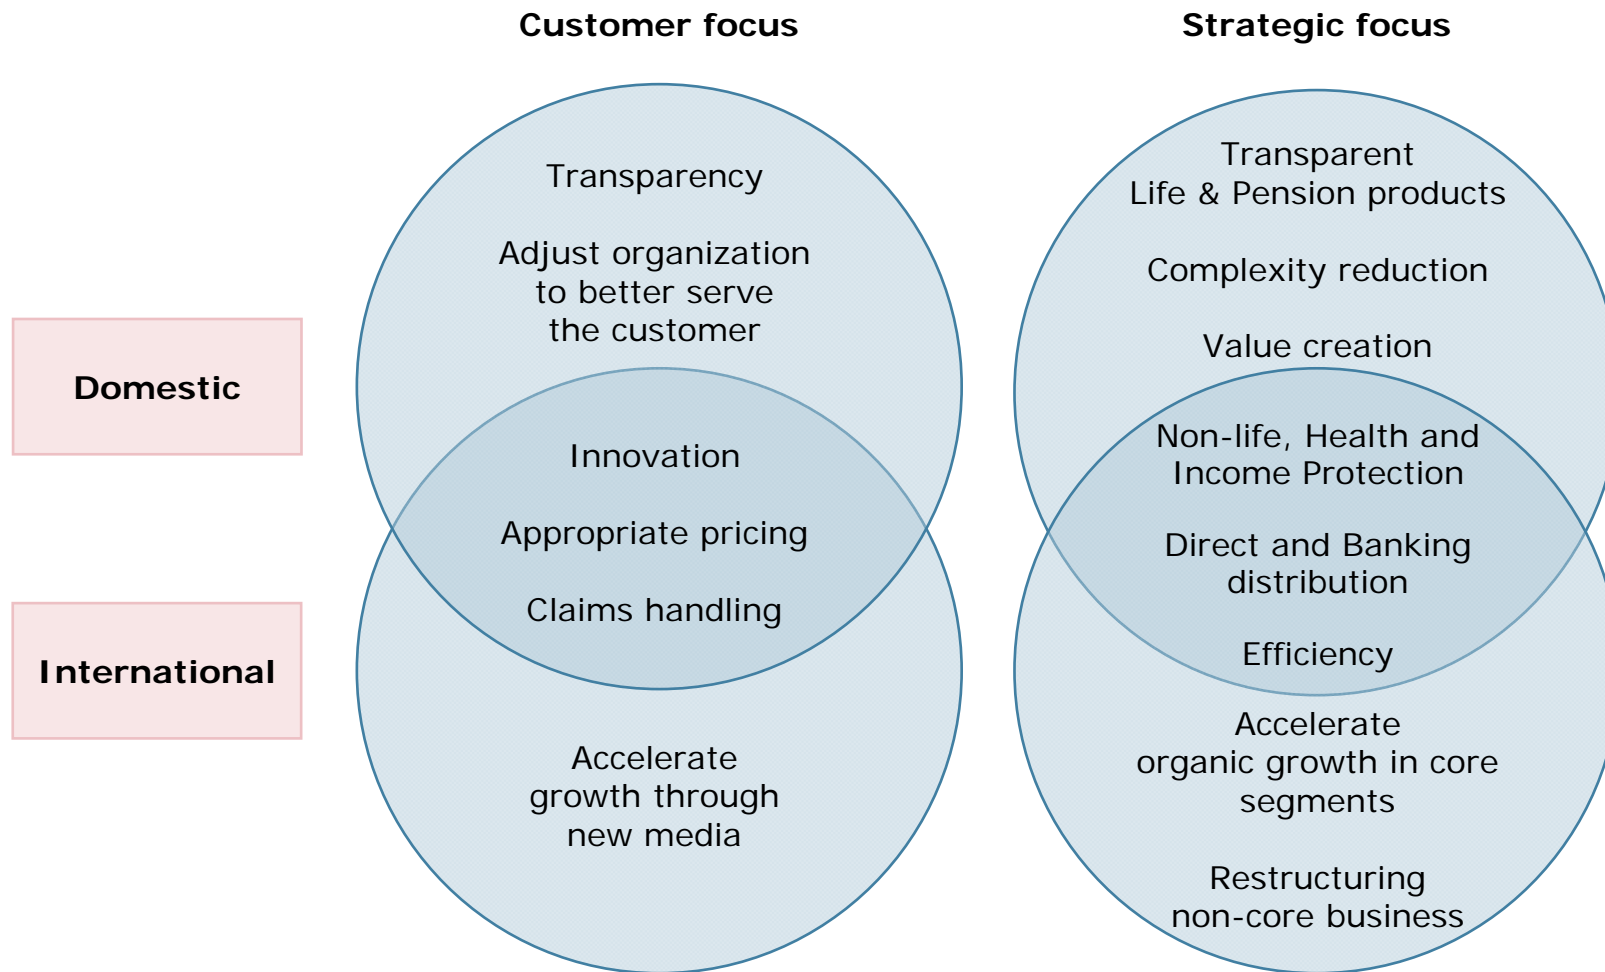 Customer focus
Strategic focus
Domestic
International
Transparency
Adjust organization
to better serve
the customer
Innovation
Appropriate pricing
Claims handling
Accelerate
growth through
new media
Transparent
Life & Pension products
Complexity reduction
Value creation
Non-life, Health and
Income Protection
Direct and Banking
distribution
Efficiency
Accelerate
organic growth in core
segments
Restructuring
non-core business